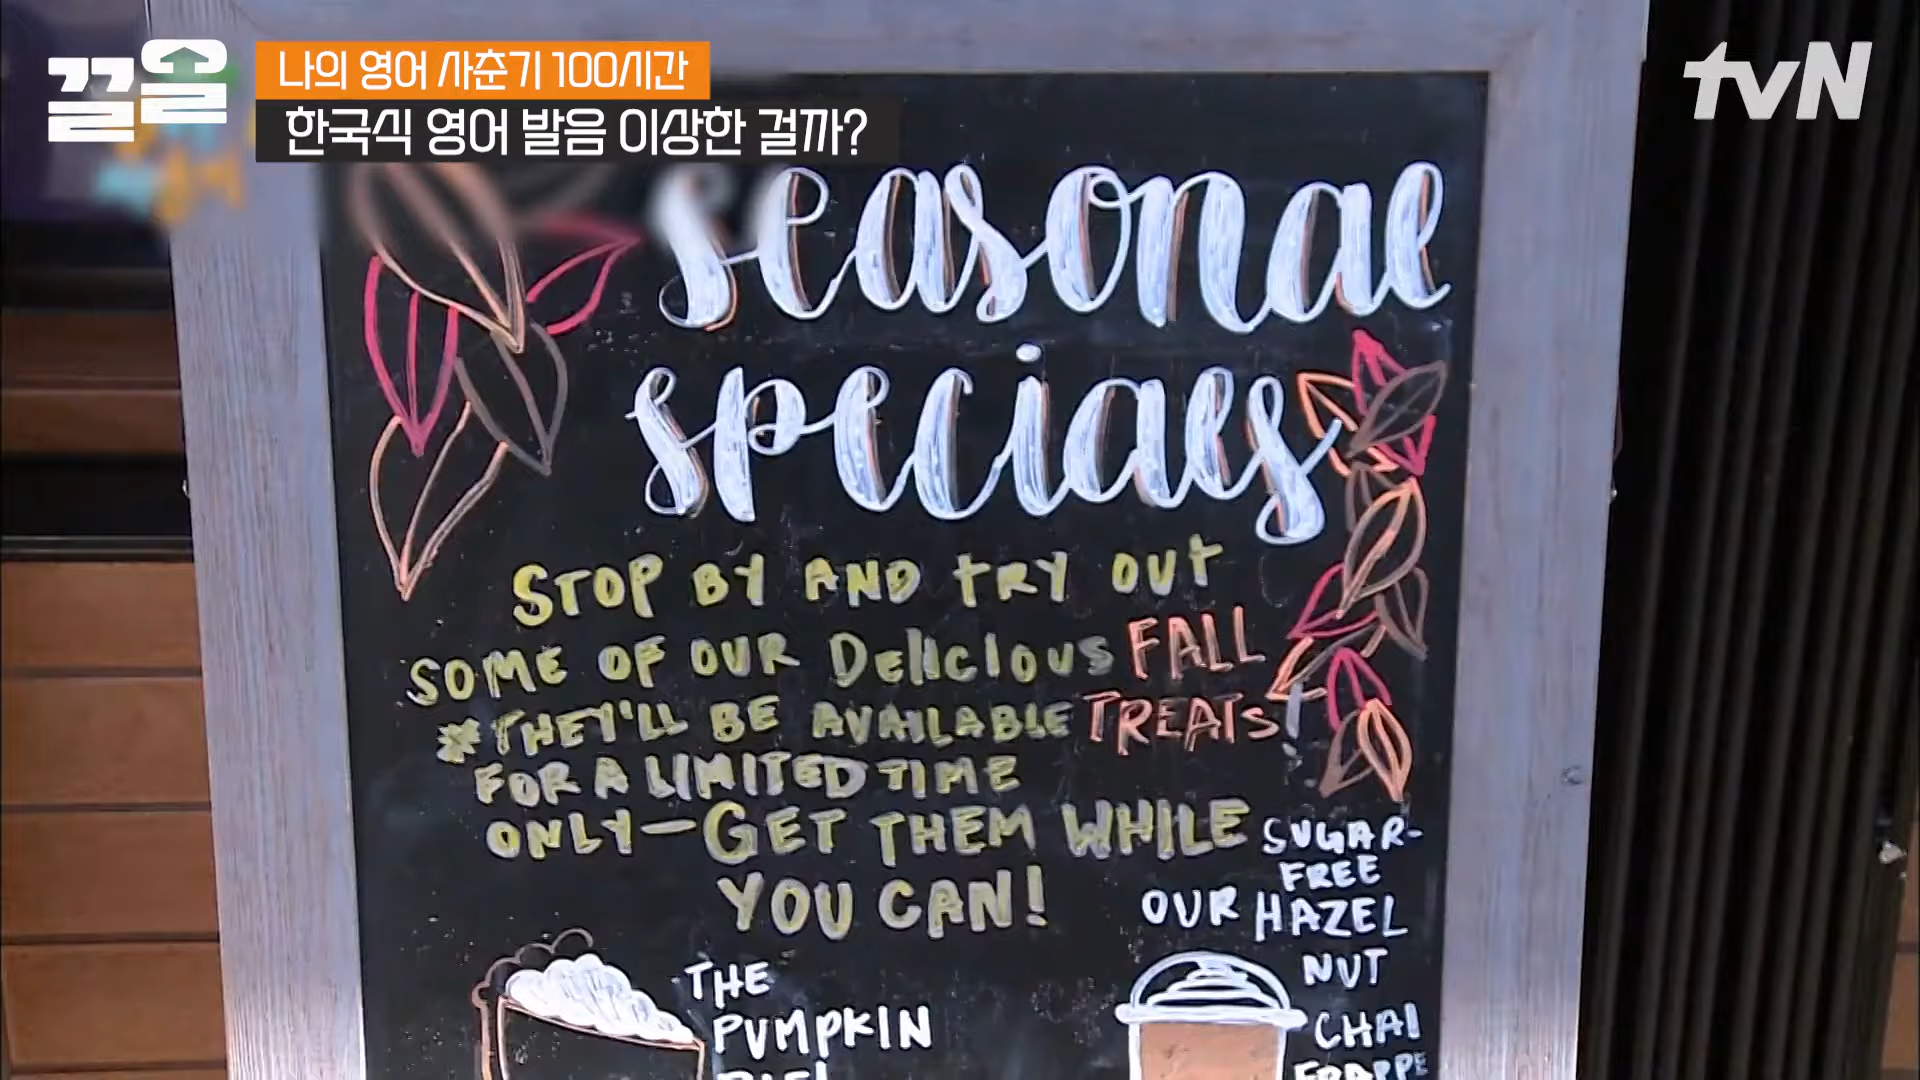 끌올
나의 영어 사춘기 100시간
한국식 영어 발음 이상한 걸까?
tvN
seasonal
specials
STOP BY AND TRY OUT
SOME OF OUR Delicious FALL
TREATS!
*THEY'LL BE AVAILABLE
FOR A LIMITED TIME
ONLY—GET THEM WHILE
YOU CAN!
THE
PUMPKIN
PIE!
SUGAR-
FREE
OUR HAZEL
NUT
CHAI
FRAPPE